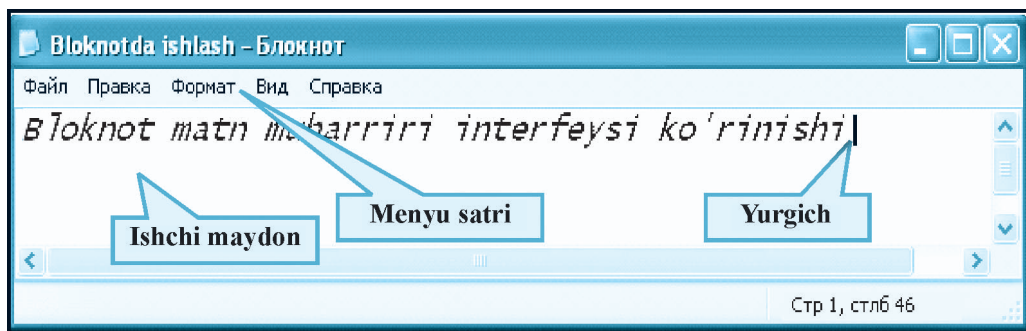 Bloknotda ishlash – Блокнот
Файл Правка Формат Вид Справка
Bloknot matn muharriri interfeysi ko'rinishi
Ishchi maydon
Menyu satri
Yurgich
Стр 1, стлб 46